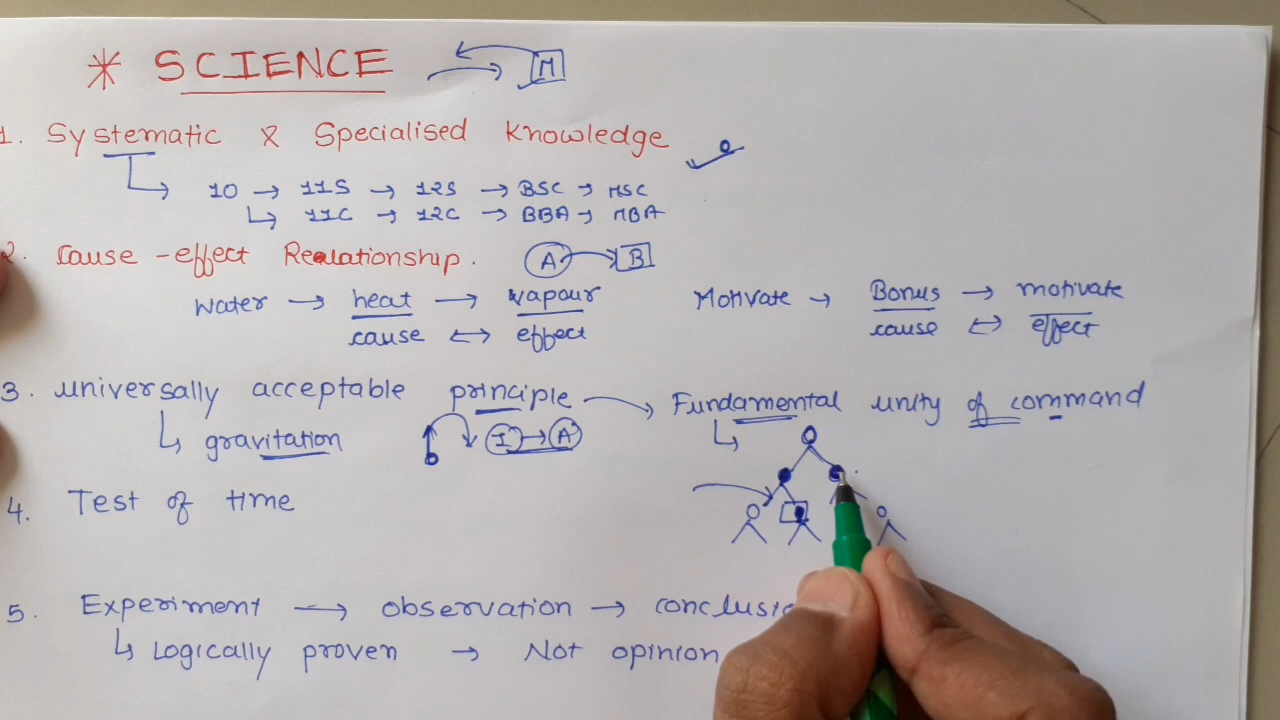 * SCIENCE M
1. Systematic & Specialised Knowledge
10 → 11S → 12S → BSC → MSC
↳ 11C → 12C → BBA → MBA
2. Cause-effect Realationship. A B
Water → heat → vapour Motivate → Bonus → motivate
cause ↔ effect cause ↔ effect
3. universally acceptable principle → Fundamental unity of command
↳ gravitation I → A
4. Test of time
5. Experiment → observation →
↳ Logically proven → Not opinion